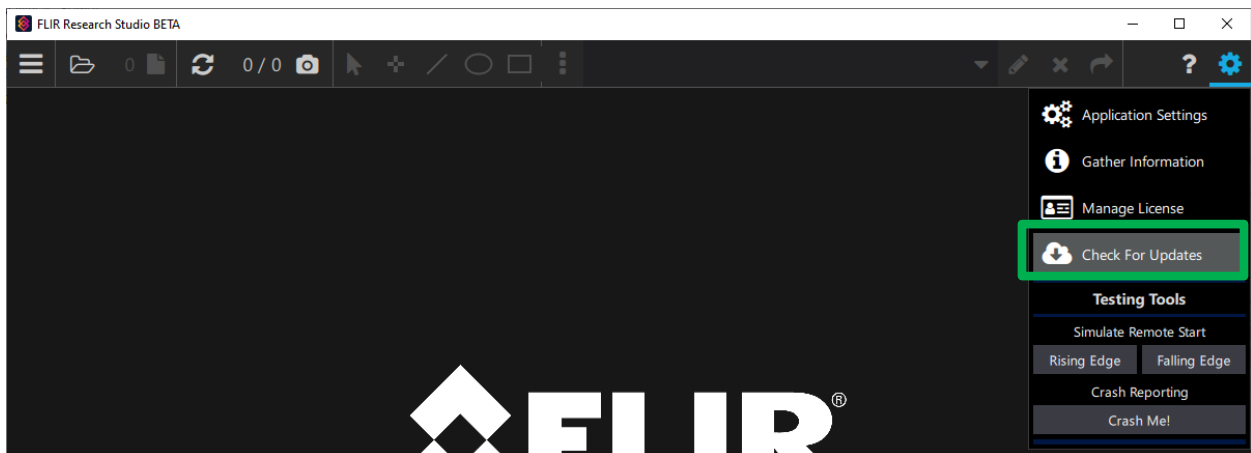 FLIR Research Studio BETA
0 0 / 0 ?
Application Settings
Gather Information
Manage License
Check For Updates
Testing Tools
Simulate Remote Start
Rising Edge Falling Edge
Crash Reporting
Crash Me!
FLIR®